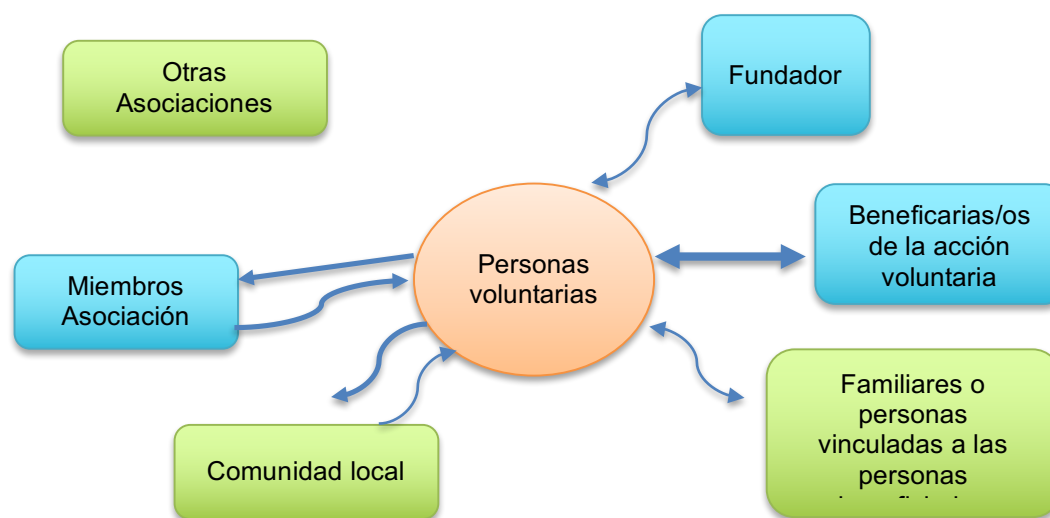 Otras
Asociaciones
Fundador
Beneficarias/os
de la acción
voluntaria
Personas
voluntarias
Miembros
Asociación
Familiares o
personas
vinculadas a las
personas
Comunidad local